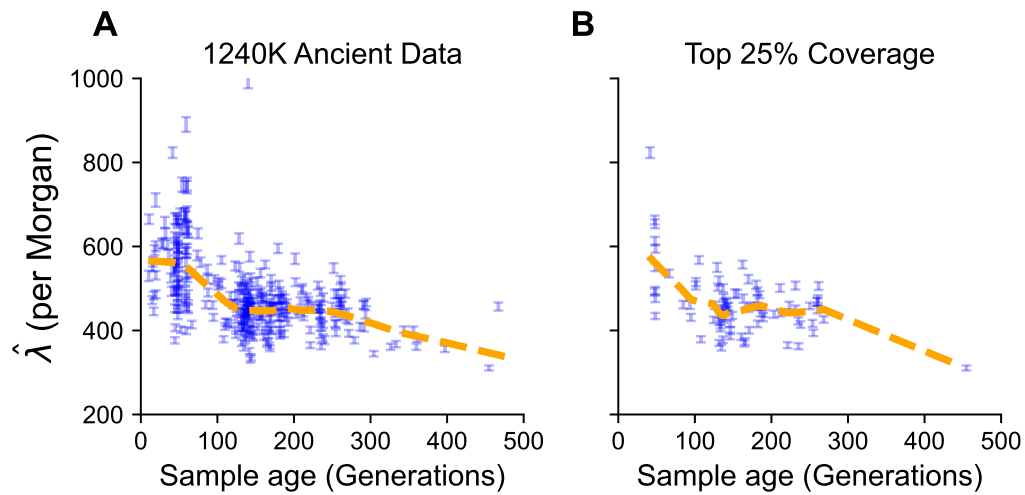 A
1240K Ancient Data
λ̂ (per Morgan)
1000
800
600
400
200
0 100 200 300 400 500
Sample age (Generations)
B
Top 25% Coverage
0 100 200 300 400 500
Sample age (Generations)